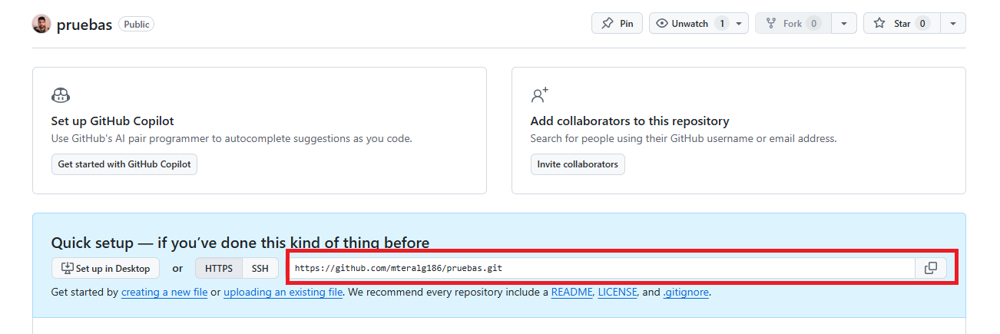 pruebas Public Pin Unwatch 1 Fork 0 Star 0
Set up GitHub Copilot
Use GitHub's AI pair programmer to autocomplete suggestions as you code.
Get started with GitHub Copilot
Add collaborators to this repository
Search for people using their GitHub username or email address.
Invite collaborators
Quick setup — if you've done this kind of thing before
Set up in Desktop or HTTPS SSH https://github.com/mteralg186/pruebas.git
Get started by creating a new file or uploading an existing file. We recommend every repository include a README, LICENSE, and .gitignore.